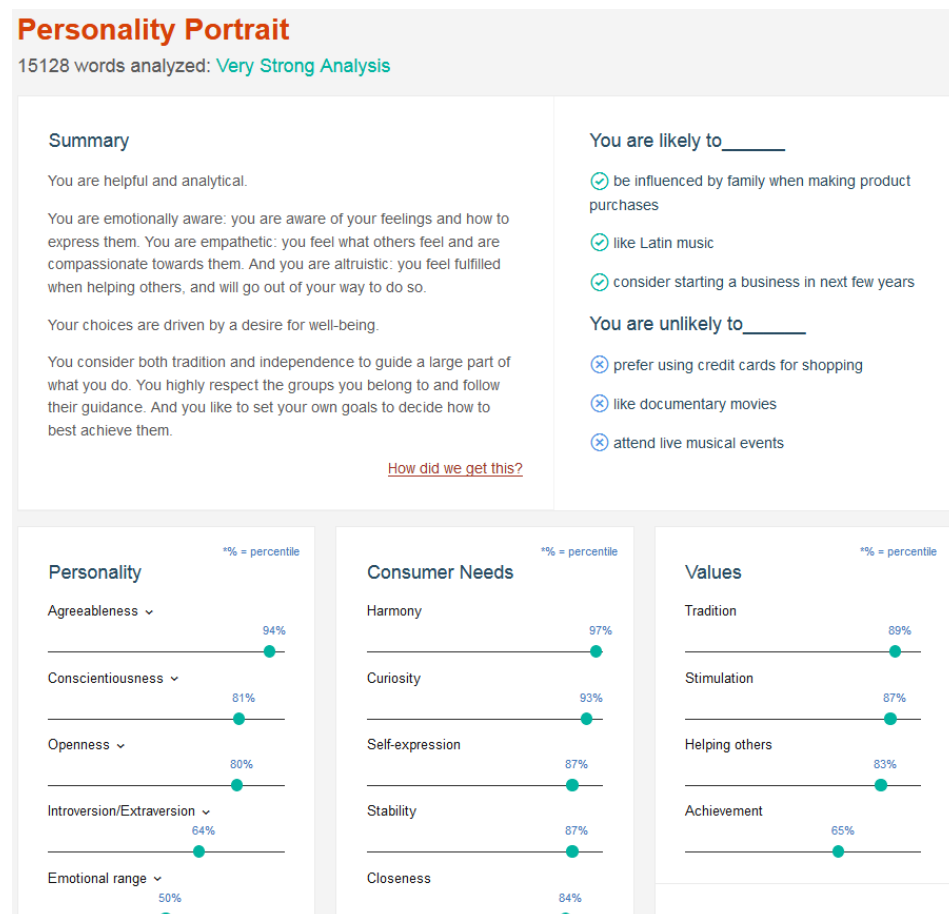 Personality Portrait
15128 words analyzed: Very Strong Analysis
Summary
You are helpful and analytical.
You are emotionally aware: you are aware of your feelings and how to
express them. You are empathetic: you feel what others feel and are
compassionate towards them. And you are altruistic: you feel fulfilled
when helping others, and will go out of your way to do so.
Your choices are driven by a desire for well-being.
You consider both tradition and independence to guide a large part of
what you do. You highly respect the groups you belong to and follow
their guidance. And you like to set your own goals to decide how to
best achieve them.
How did we get this?
You are likely to______
be influenced by family when making product
purchases
like Latin music
consider starting a business in next few years
You are unlikely to______
prefer using credit cards for shopping
like documentary movies
attend live musical events
*% = percentile
Personality
Agreeableness
94%
Conscientiousness
81%
Openness
80%
Introversion/Extraversion
64%
Emotional range
50%
*% = percentile
Consumer Needs
Harmony
97%
Curiosity
93%
Self-expression
87%
Stability
87%
Closeness
84%
*% = percentile
Values
Tradition
89%
Stimulation
87%
Helping others
83%
Achievement
65%